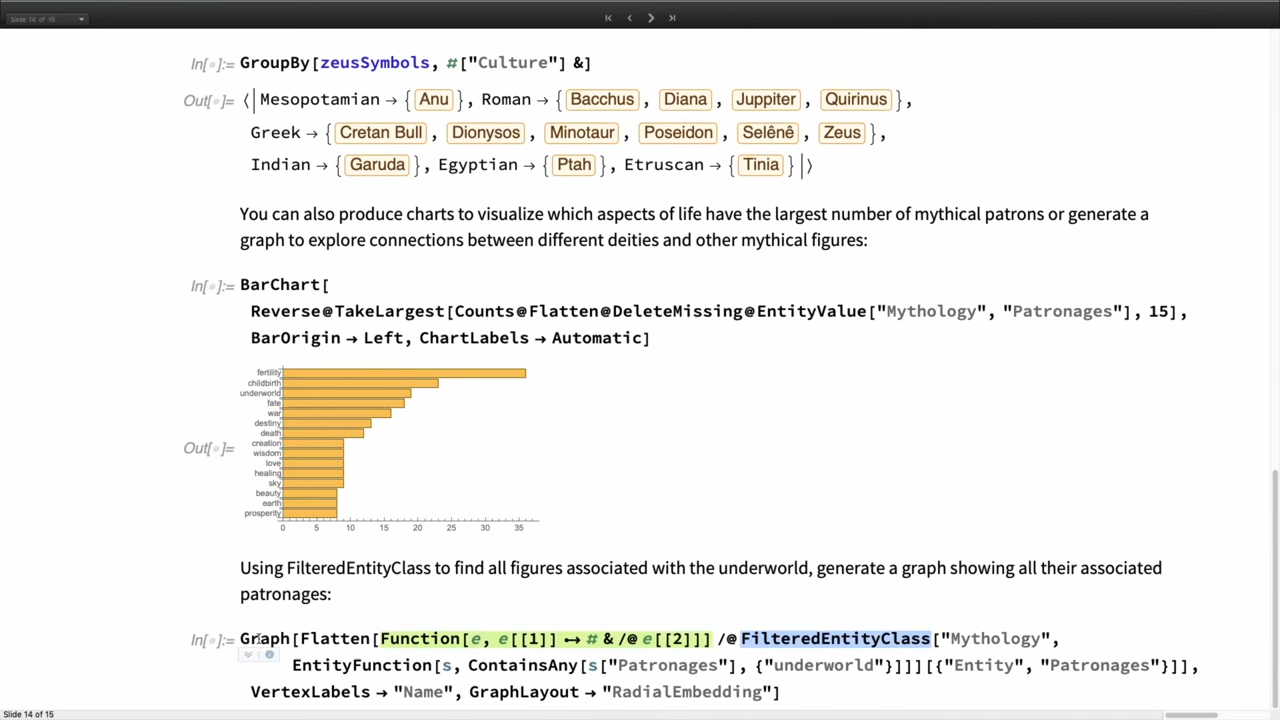 Slide 14 of 15
In[ ]:= GroupBy[zeusSymbols, #["Culture"] &]
Out[ ]= 〈| Mesopotamian → { Anu }, Roman → { Bacchus , Diana , Juppiter , Quirinus },
Greek → { Cretan Bull , Dionysos , Minotaur , Poseidon , Selênê , Zeus },
Indian → { Garuda }, Egyptian → { Ptah }, Etruscan → { Tinia } |〉
You can also produce charts to visualize which aspects of life have the largest number of mythical patrons or generate a
graph to explore connections between different deities and other mythical figures:
In[ ]:= BarChart[
Reverse@TakeLargest[Counts@Flatten@DeleteMissing@EntityValue["Mythology", "Patronages"], 15],
BarOrigin → Left, ChartLabels → Automatic]
Out[ ]=
fertility
childbirth
underworld
fate
war
destiny
death
creation
wisdom
love
healing
sky
beauty
earth
prosperity
0 5 10 15 20 25 30 35
Using FilteredEntityClass to find all figures associated with the underworld, generate a graph showing all their associated
patronages:
In[ ]:= Graph[Flatten[Function[e, e[[1]] ↔ # & /@ e[[2]]] /@ FilteredEntityClass["Mythology",
EntityFunction[s, ContainsAny[s["Patronages"], {"underworld"}]]][{"Entity", "Patronages"}]],
VertexLabels → "Name", GraphLayout → "RadialEmbedding"]
Slide 14 of 15